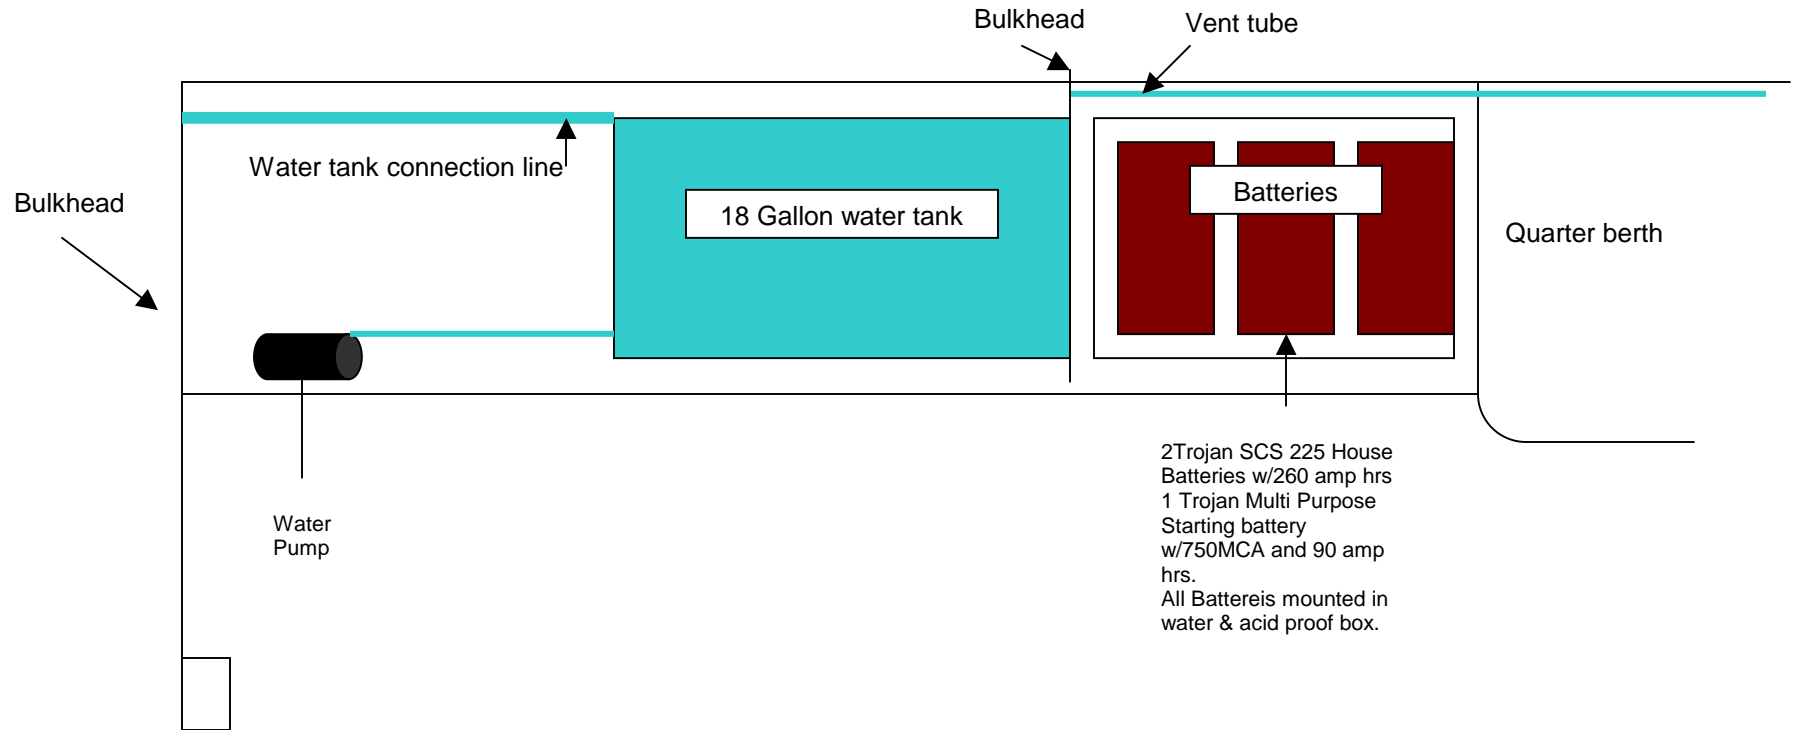 Bulkhead
Vent tube
Water tank connection line
Bulkhead
18 Gallon water tank
Batteries
Quarter berth
2Trojan SCS 225 House
Batteries w/260 amp hrs
1 Trojan Multi Purpose
Starting battery
w/750MCA and 90 amp
hrs.
All Battereis mounted in
water & acid proof box.
Water
Pump